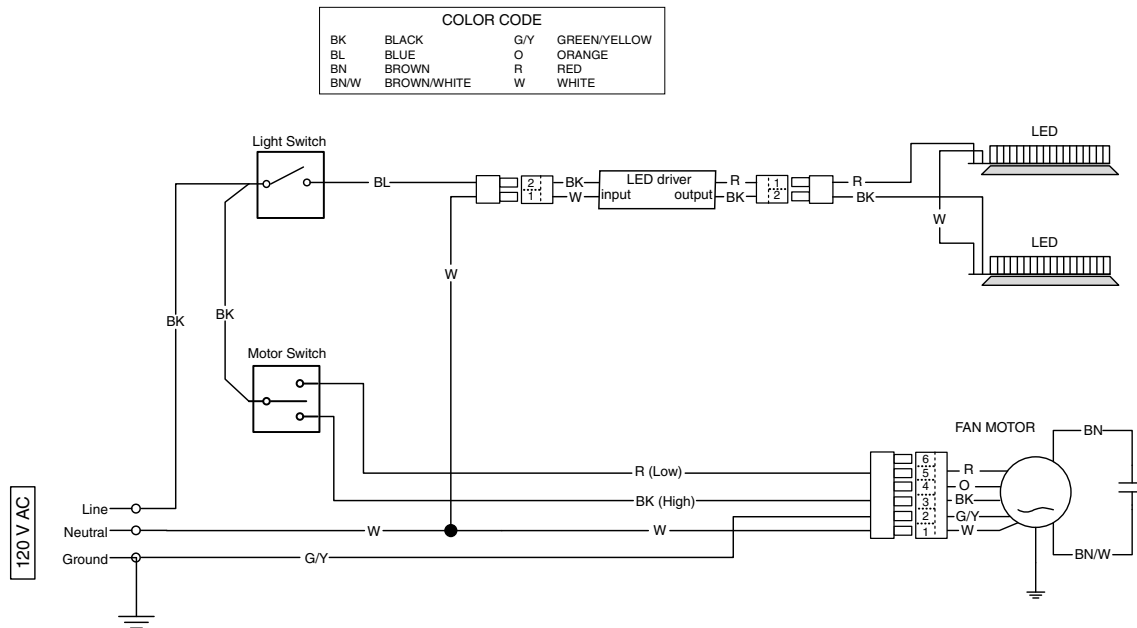 COLOR CODE
BK BLACK G/Y GREEN/YELLOW
BL BLUE O ORANGE
BN BROWN R RED
BN/W BROWN/WHITE W WHITE
Light Switch
LED
BL
2 BK LED driver R 1 R
1 W input output BK 2 BK
W
LED
W
BK
BK
Motor Switch
FAN MOTOR
BN
R (Low)
6
5 R
4 O
BK (High)
3 BK
2 G/Y
1 W
120 V AC
Line
Neutral W W
Ground G/Y
BN/W